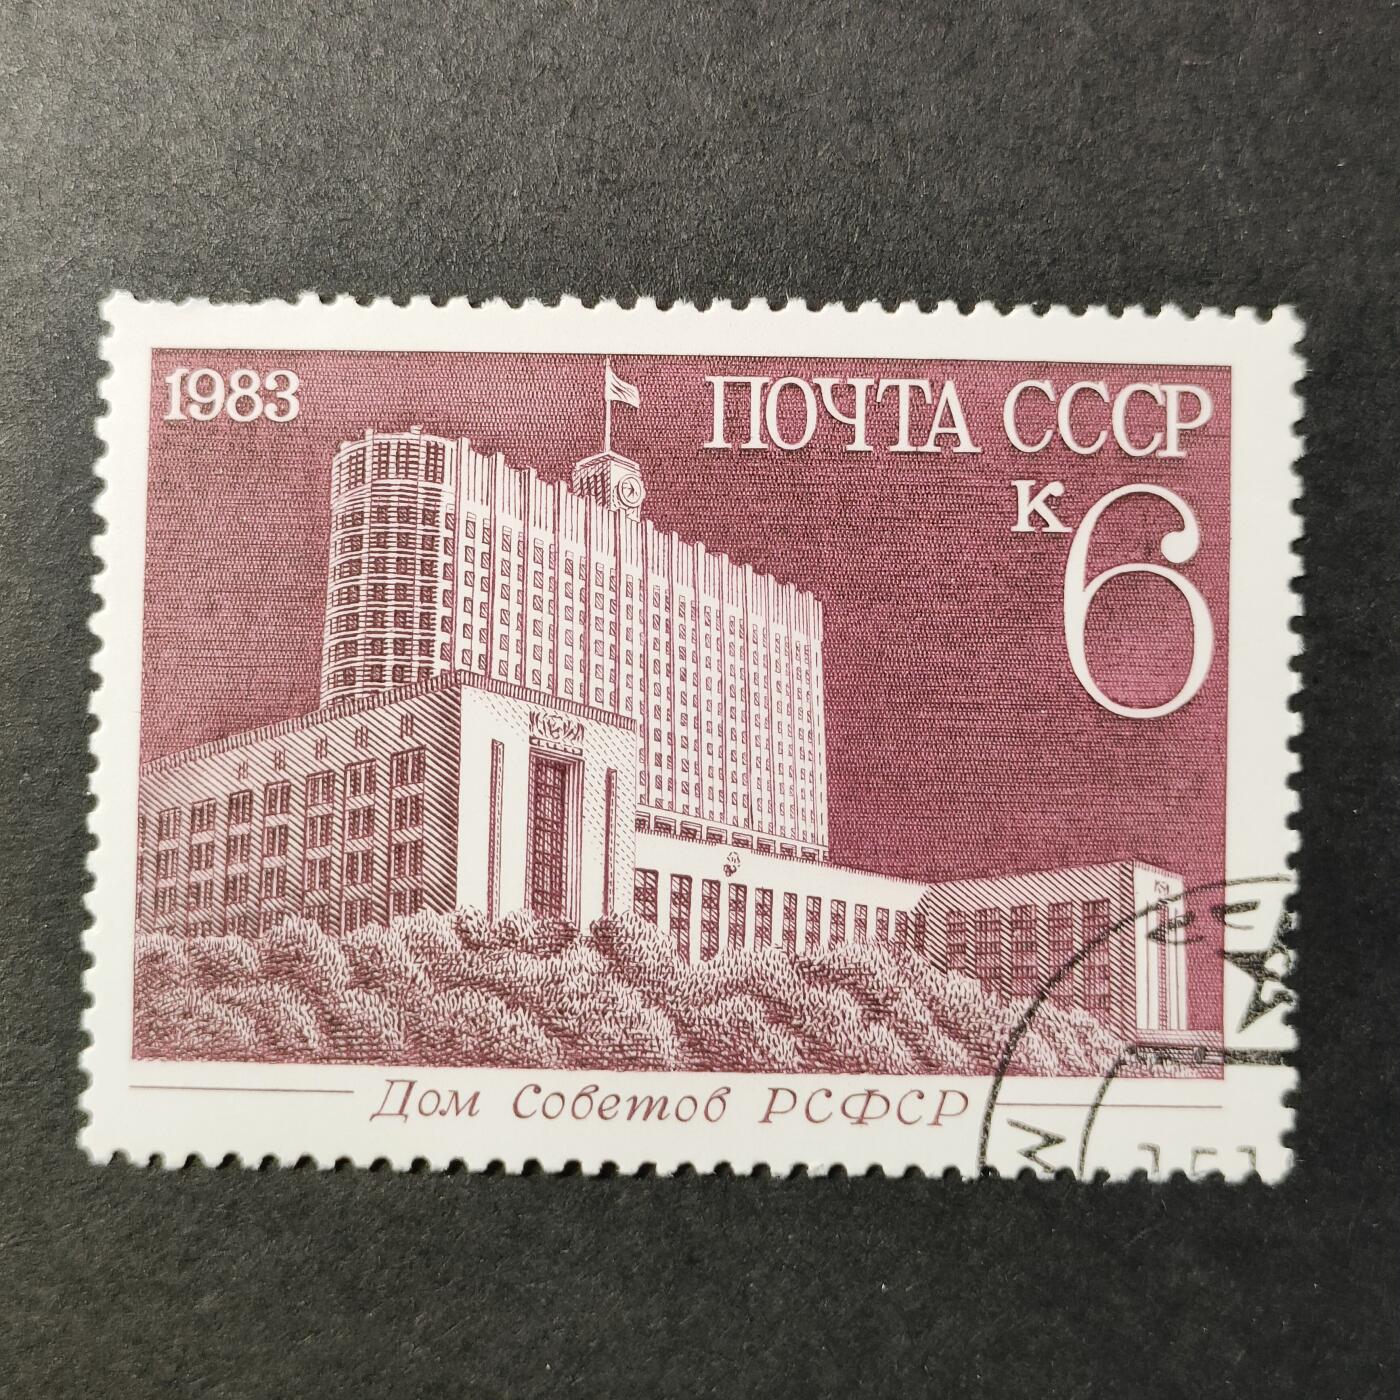 1983
ПОЧТА СССР
к 6
Дом Советов РСФСР